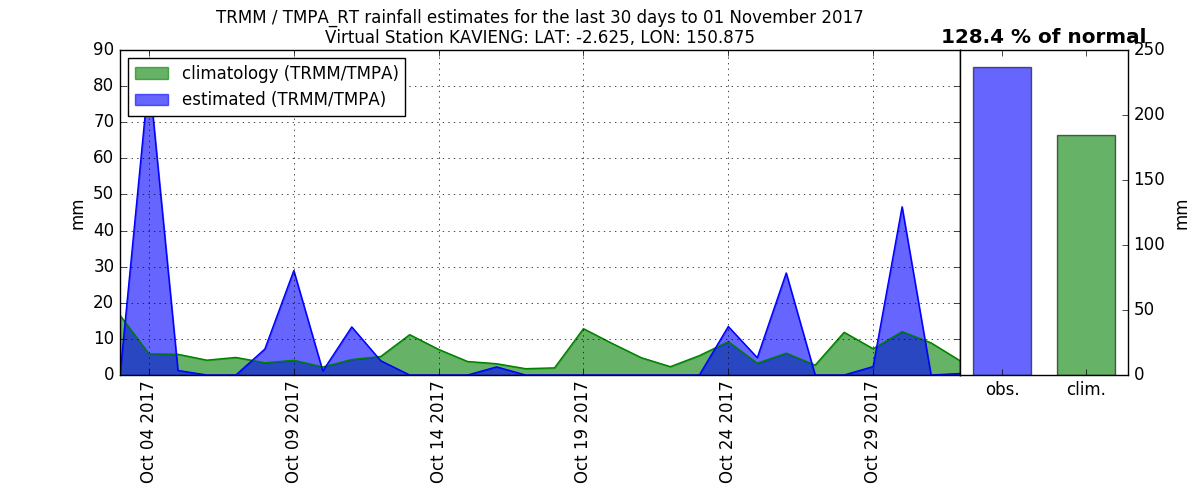 TRMM / TMPA_RT rainfall estimates for the last 30 days to 01 November 2017
Virtual Station KAVIENG: LAT: -2.625, LON: 150.875
128.4 % of normal
climatology (TRMM/TMPA)
estimated (TRMM/TMPA)
90
80
70
60
50
40
30
20
10
0
mm
Oct 04 2017
Oct 09 2017
Oct 14 2017
Oct 19 2017
Oct 24 2017
Oct 29 2017
250
200
150
100
50
0
mm
obs.
clim.